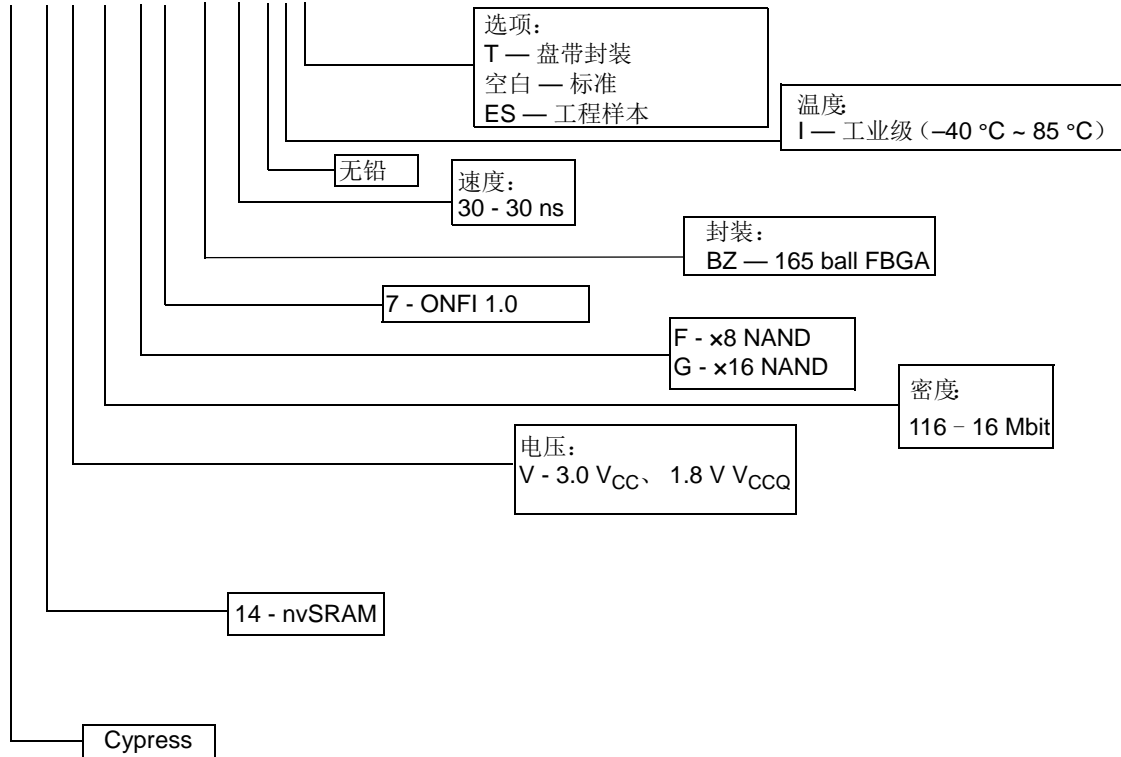 选项：
T — 盘带封装
空白 — 标准
ES — 工程样本
温度:
I — 工业级（–40 °C ~ 85 °C）
无铅
速度：
30 - 30 ns
封装：
BZ — 165 ball FBGA
7 - ONFI 1.0
F - ×8 NAND
G - ×16 NAND
密度:
116 – 16 Mbit
电压：
V - 3.0 VCC、 1.8 V VCCQ
14 - nvSRAM
Cypress